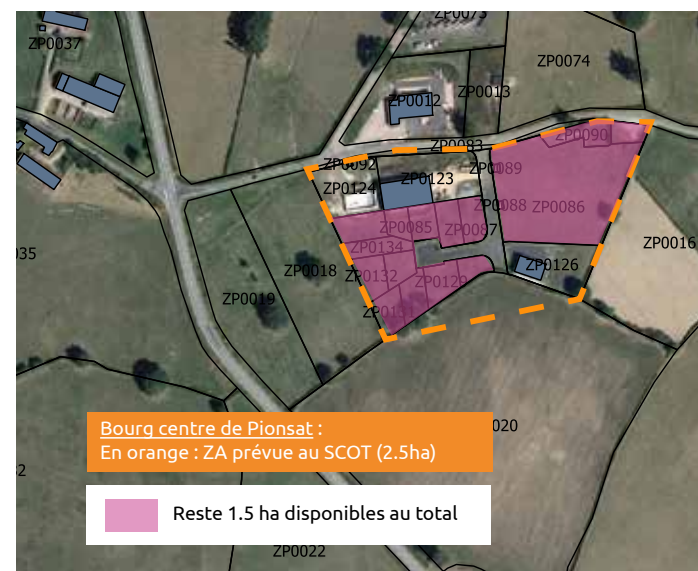 ZP0073
ZP0037
ZP0074
ZP0012
ZP0013
ZP0090
ZP0083
ZP0092
ZP0089
ZP0124
ZP0123
ZP0088
ZP0086
ZP0085
ZP0087
ZP0016
ZP0134
035
ZP0018
ZP0132
ZP0126
ZP0129
ZP0019
Bourg centre de Pionsat :
020
En orange : ZA prévue au SCOT (2.5ha)
2
Reste 1.5 ha disponibles au total
ZP0022